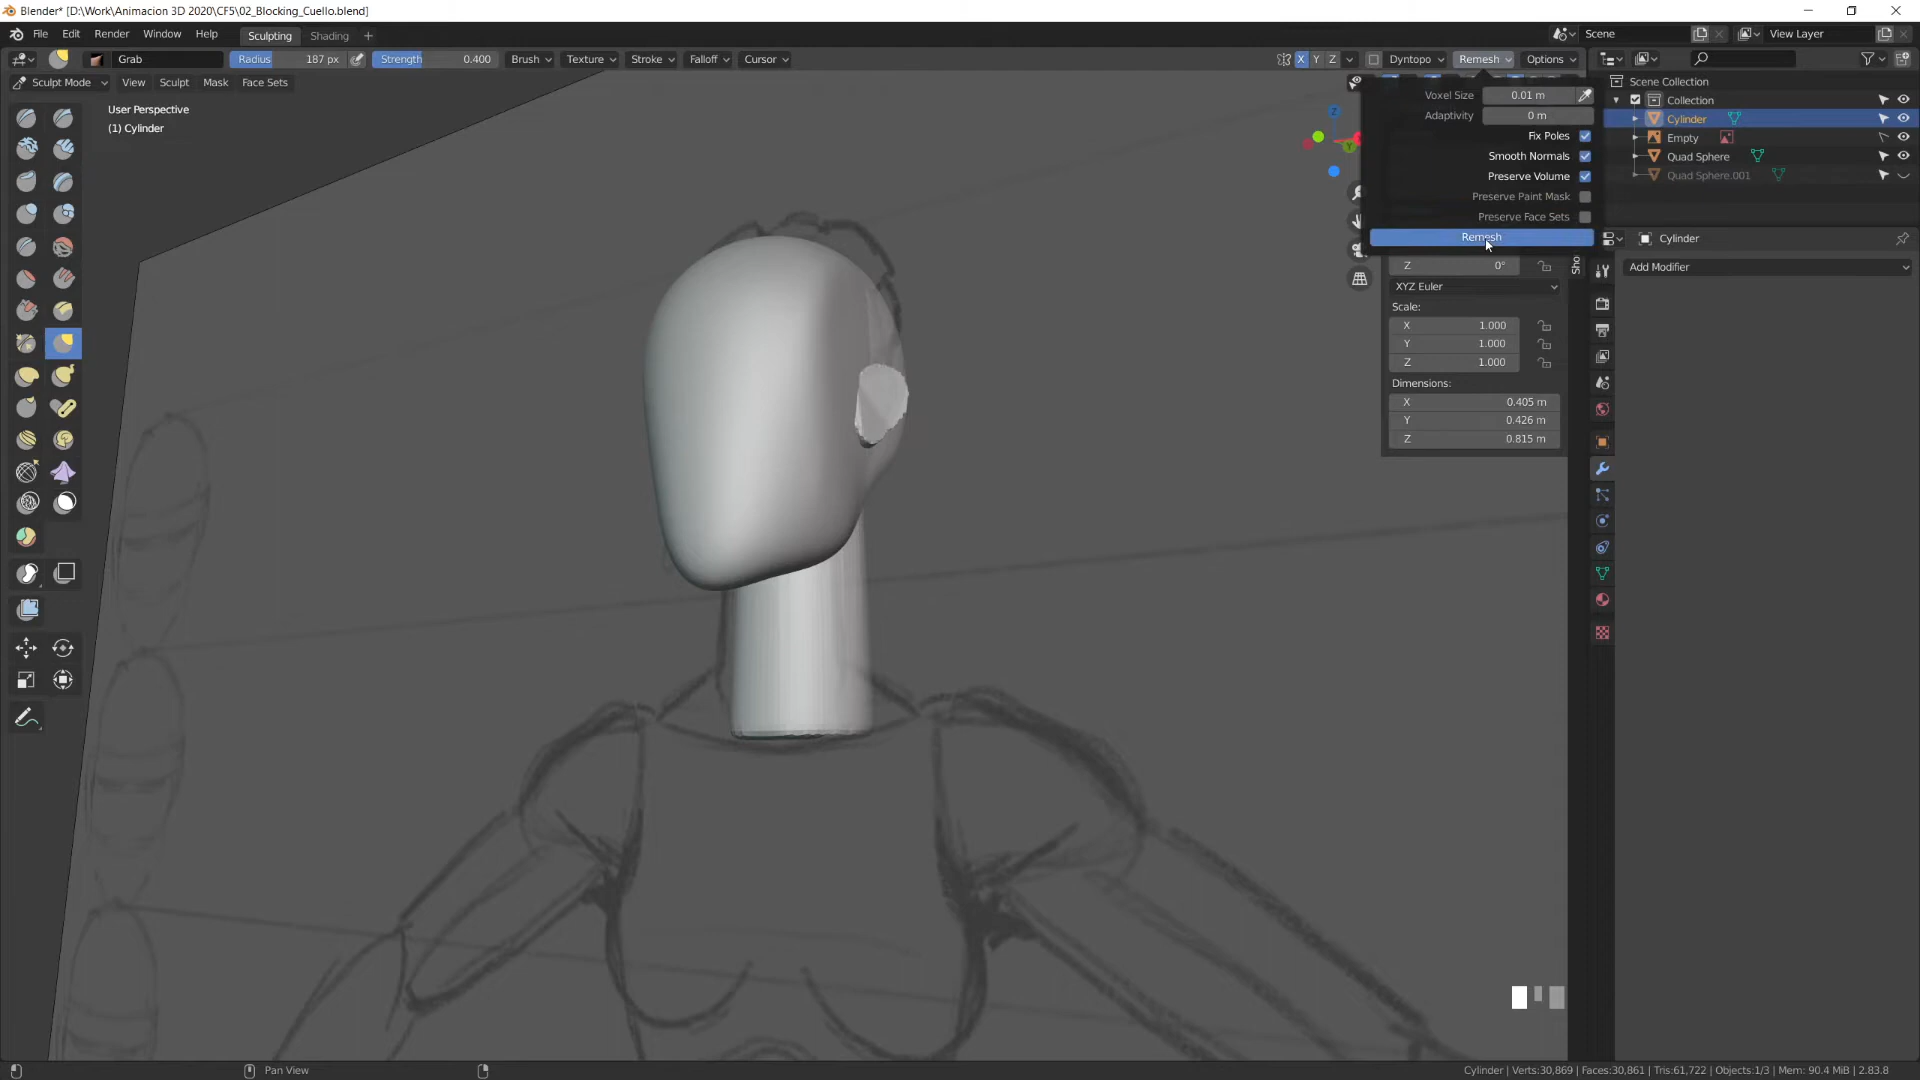 Blender* [D:\Work\Animacion 3D 2020\CF5\02_Blocking_Cuello.blend]
File Edit Render Window Help Sculpting Shading + Scene View Layer
Grab Radius 187 px Strength 0.400 Brush Texture Stroke Falloff Cursor X Y Z Dyntopo Remesh Options
Sculpt Mode View Sculpt Mask Face Sets
User Perspective
(1) Cylinder
Voxel Size 0.01 m
Adaptivity 0 m
Fix Poles
Smooth Normals
Preserve Volume
Preserve Paint Mask
Preserve Face Sets
Remesh
Z 0°
XYZ Euler
Scale:
X 1.000
Y 1.000
Z 1.000
Dimensions:
X 0.405 m
Y 0.426 m
Z 0.815 m
Sho
Scene Collection
Collection
Cylinder
Empty
Quad Sphere
Quad Sphere.001
Cylinder
Add Modifier
Pan View
Cylinder | Verts:30,869 | Faces:30,861 | Tris:61,722 | Objects:1/3 | Mem: 90.4 MiB | 2.83.8